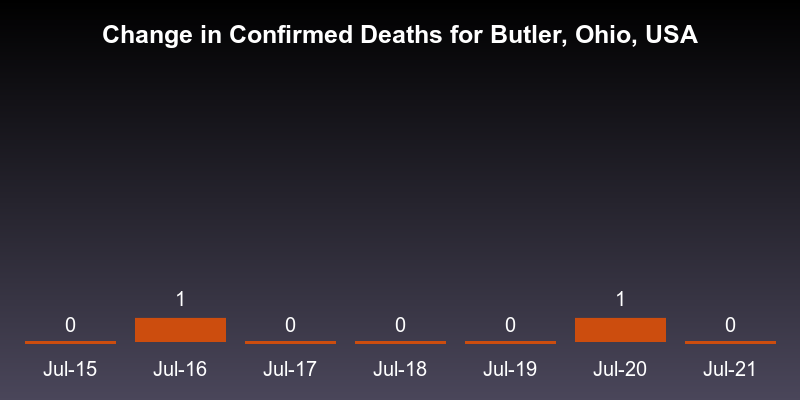 Change in Confirmed Deaths for Butler, Ohio, USA
0 1 0 0 0 1 0
Jul-15 Jul-16 Jul-17 Jul-18 Jul-19 Jul-20 Jul-21